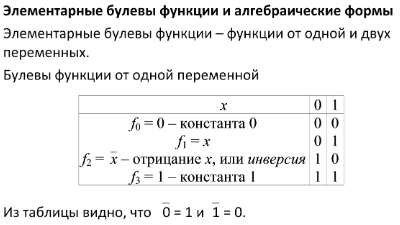 Элементарные булевы функции и алгебраические формы
Элементарные булевы функции – функции от одной и двух
переменных.
Булевы функции от одной переменной
x 0 1
f₀ = 0 – константа 0 0 0
f₁ = x 0 1
f₂ = x̅ – отрицание x, или инверсия 1 0
f₃ = 1 – константа 1 1 1
Из таблицы видно, что 0̅ = 1 и 1̅ = 0.